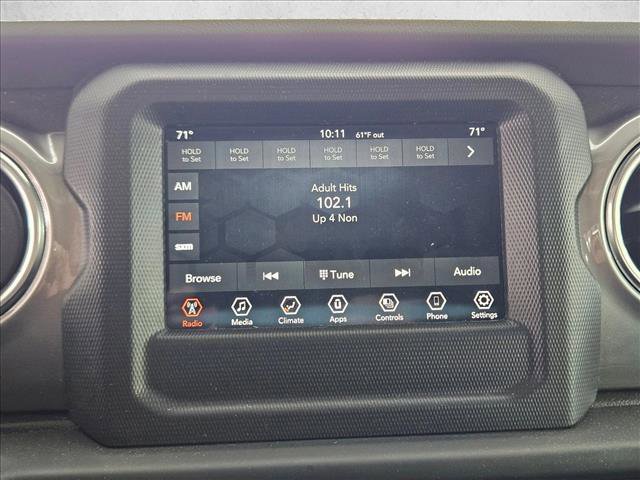 71° 10:11 61°F out 71°
HOLD to Set HOLD to Set HOLD to Set HOLD to Set HOLD to Set HOLD to Set
AM
Adult Hits
102.1
FM
Up 4 Non
SXM
Browse Tune Audio
Radio Media Climate Apps Controls Phone Settings